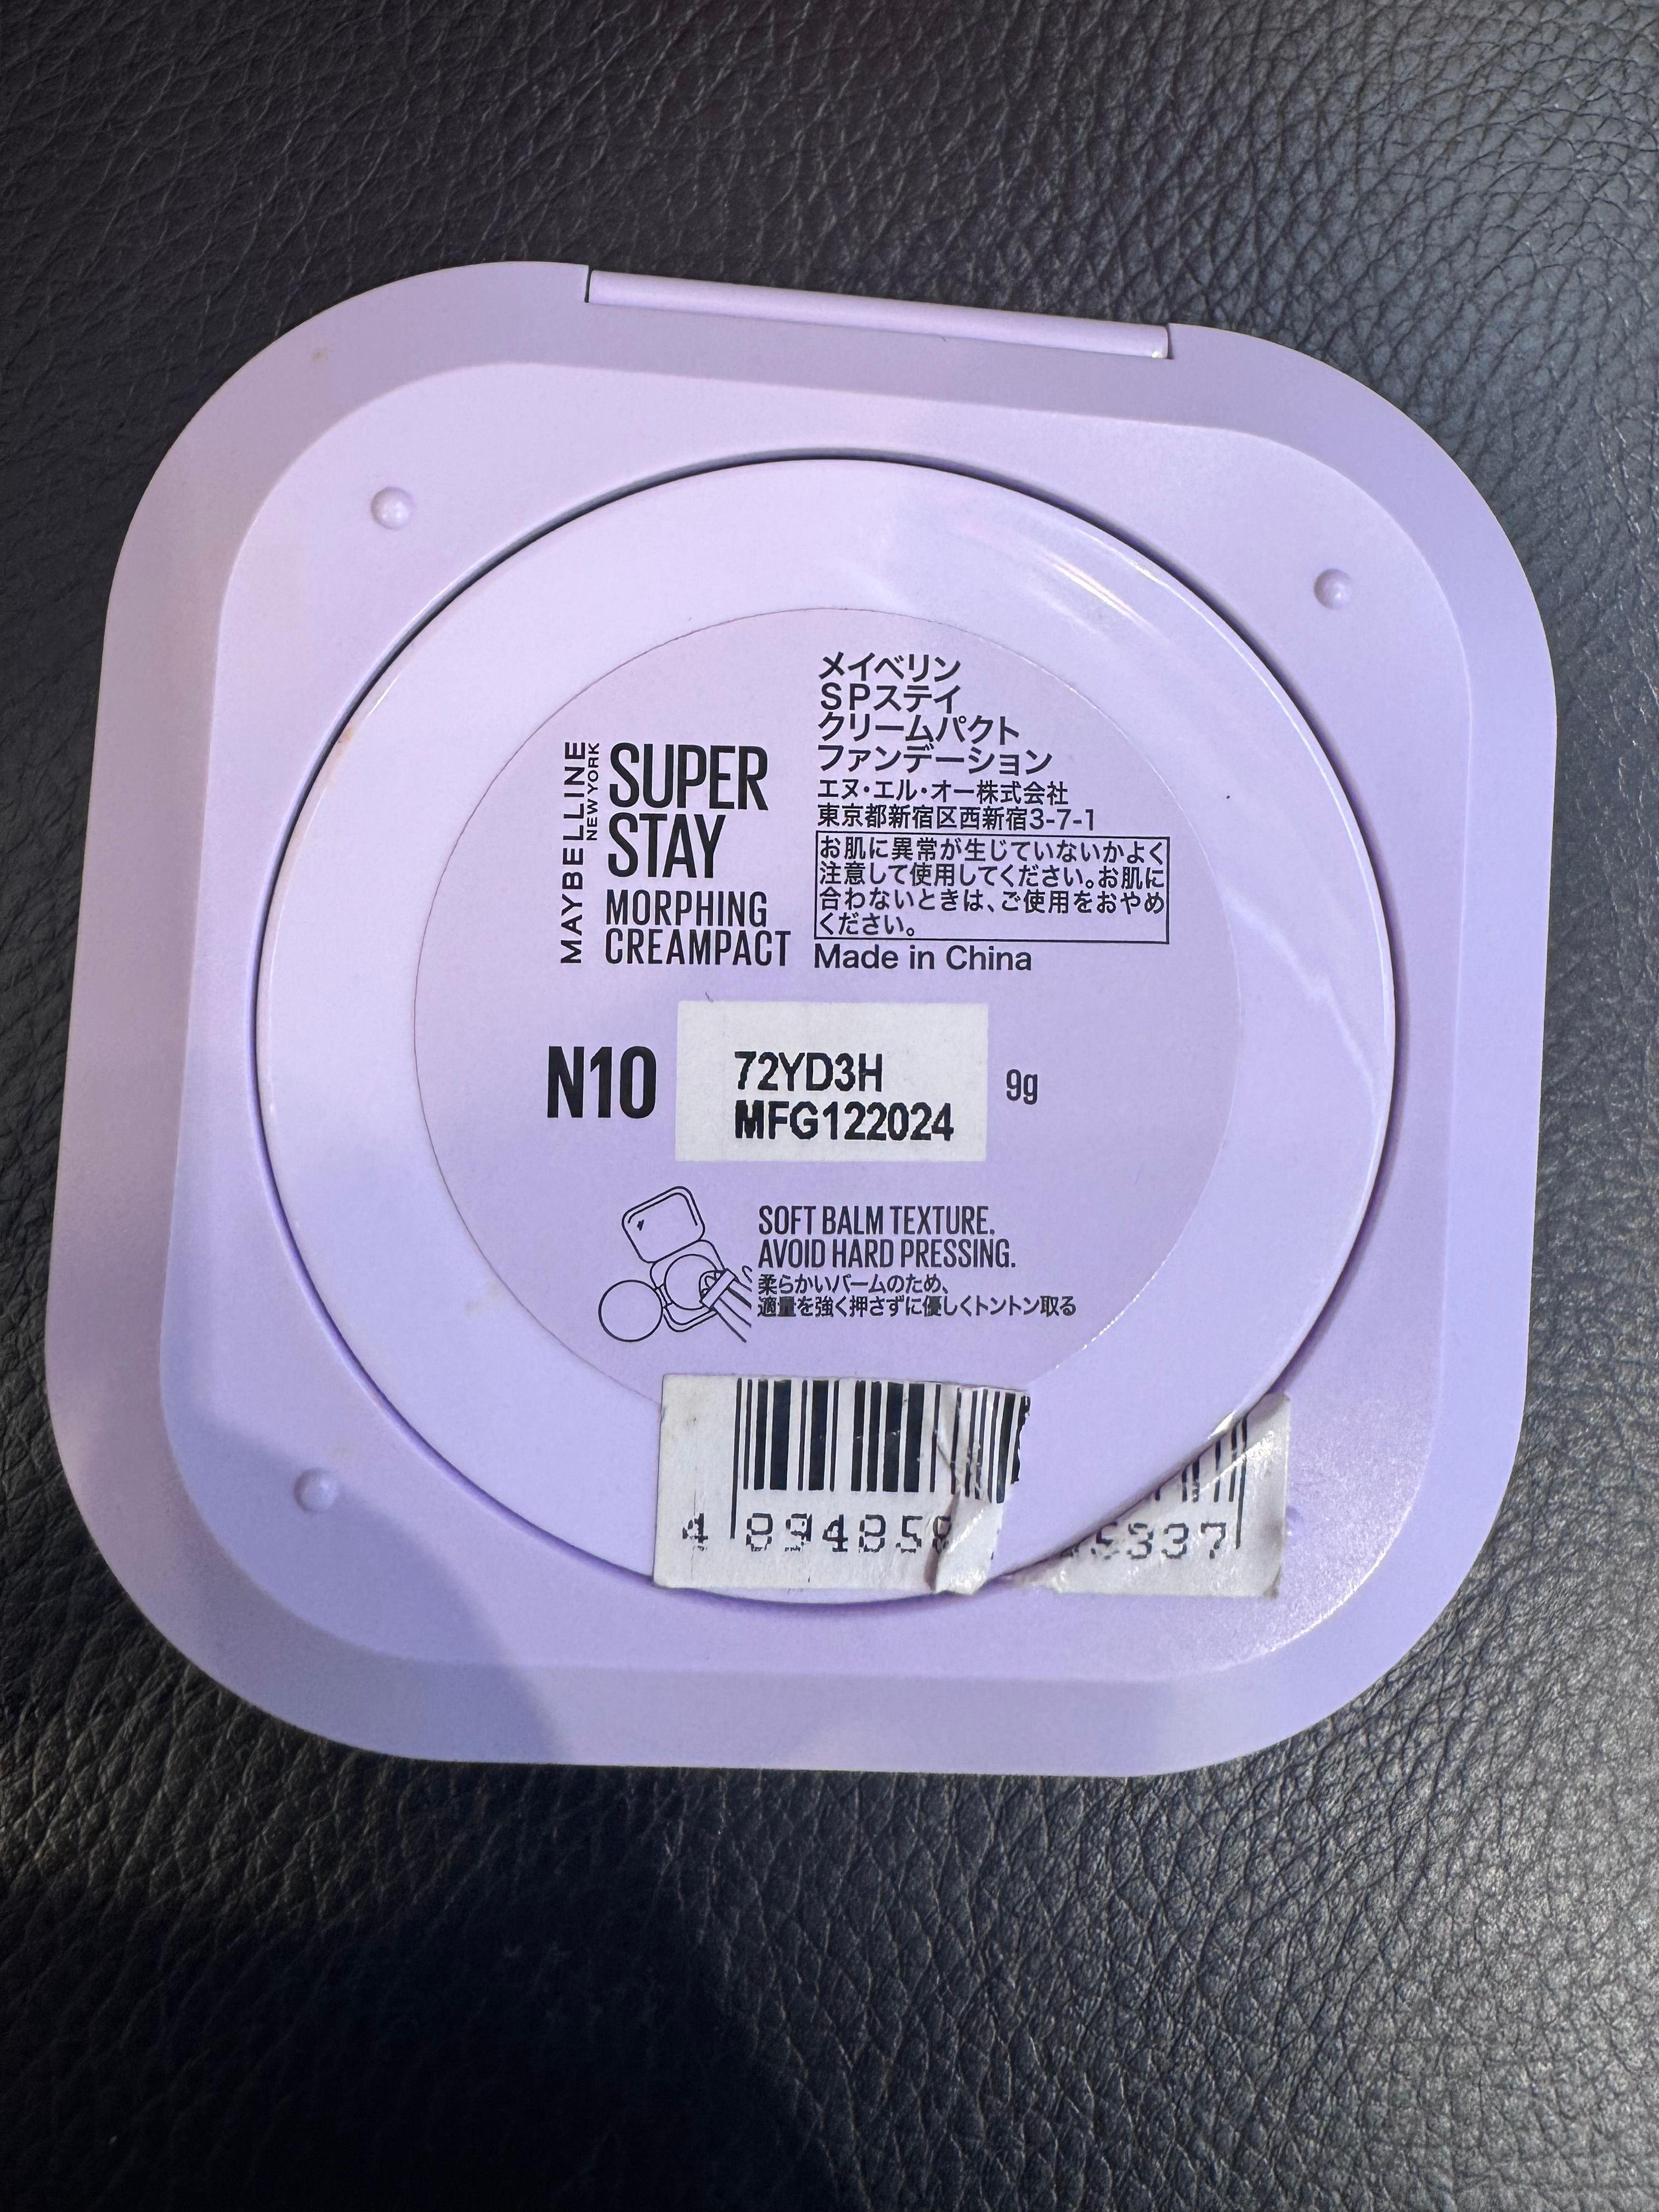 MAYBELLINE
NEW YORK
SUPER
STAY
MORPHING
CREAMPACT
メイベリン
SPステイ
クリームパクト
ファンデーション
エヌ・エル・オー株式会社
東京都新宿区西新宿3-7-1
お肌に異常が生じていないかよく
注意して使用してください。お肌に
合わないときは、ご使用をおやめ
ください。
Made in China
N10
72YD3H
MFG122024
9g
SOFT BALM TEXTURE.
AVOID HARD PRESSING.
柔らかいバームのため、
適量を強く押さずに優しくトントン取る
4 894858
5337